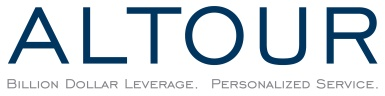 ALTOUR
BILLION DOLLAR LEVERAGE. PERSONALIZED SERVICE.